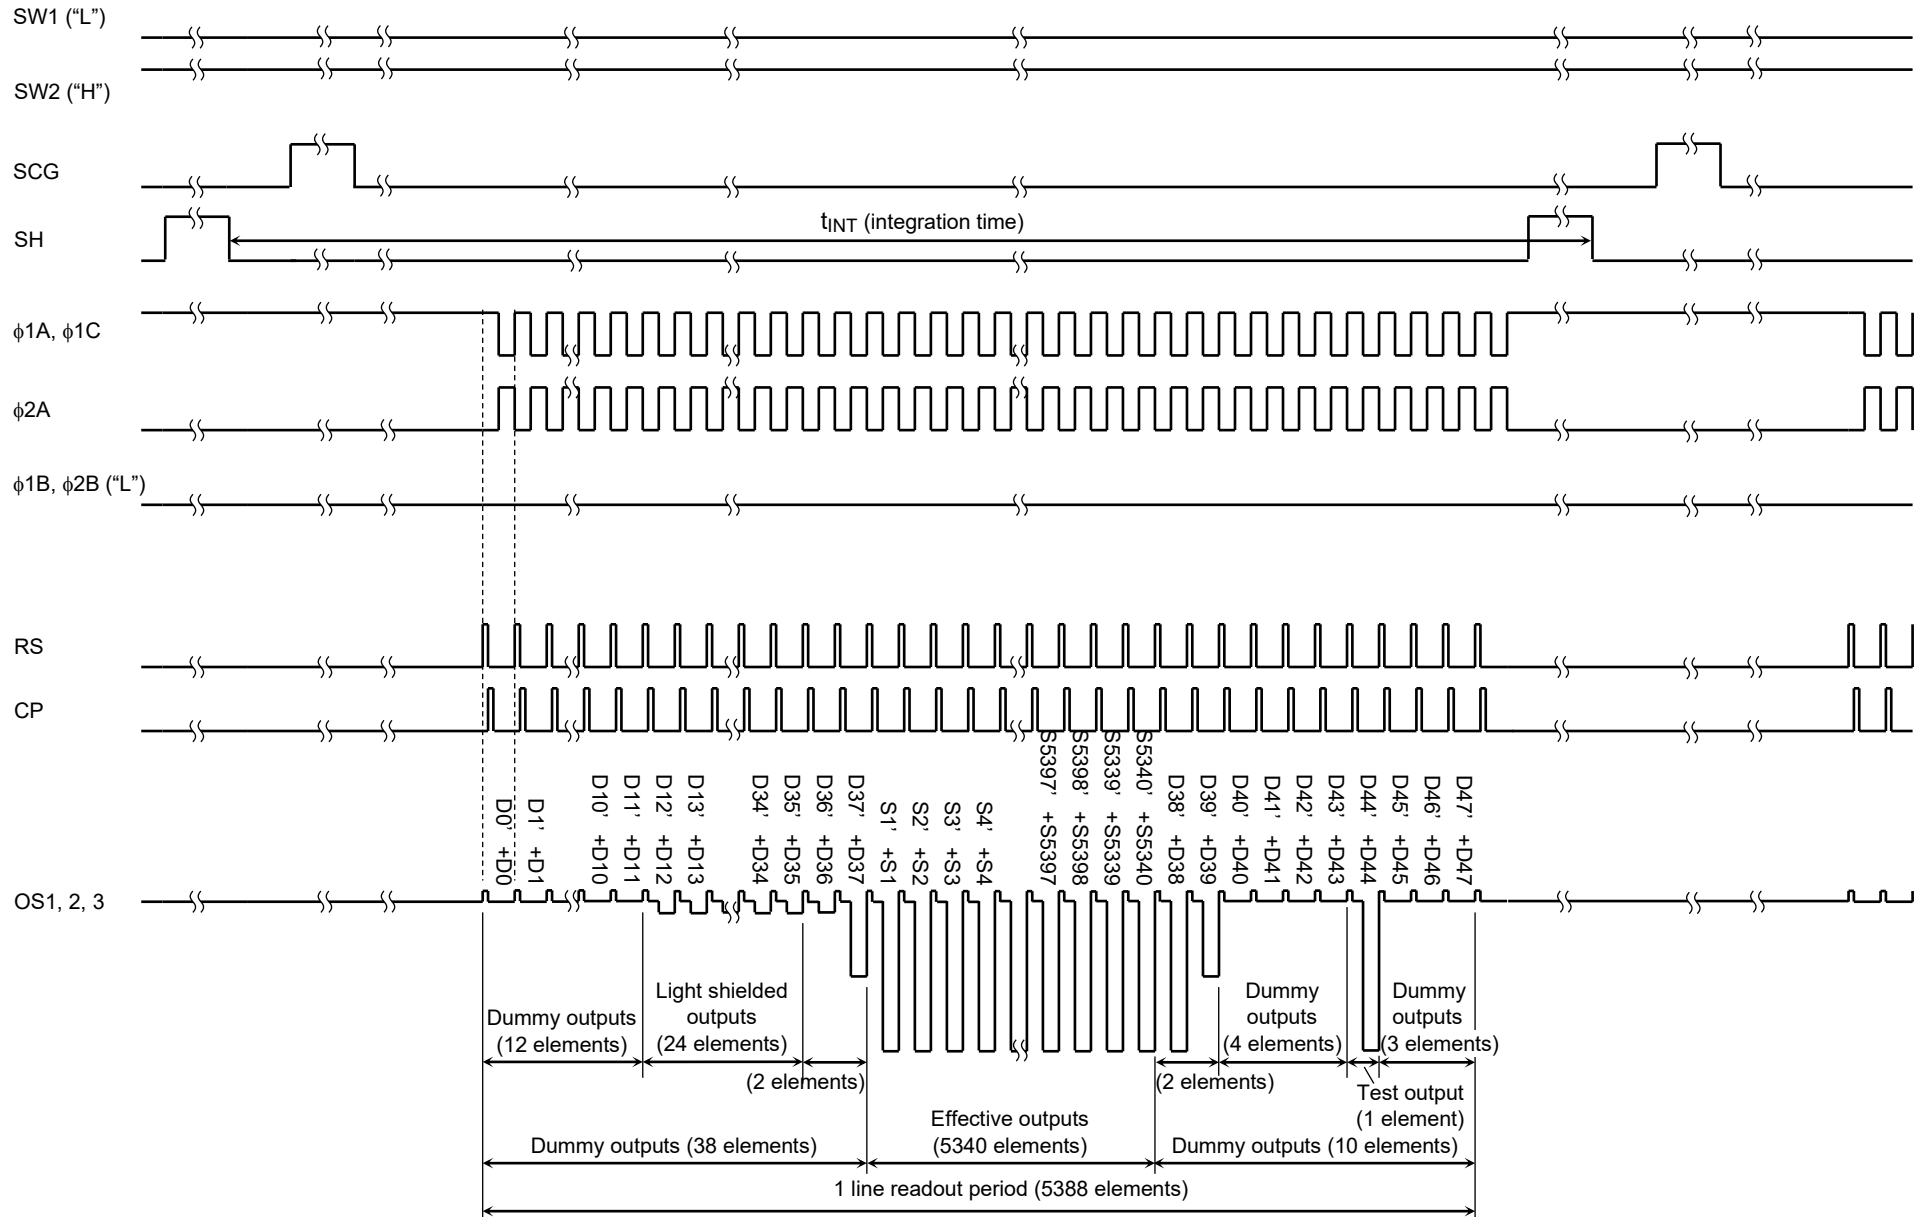 SW1 (“L”)
SW2 (“H”)
SCG
SH
tINT (integration time)
ϕ1A, ϕ1C
ϕ2A
ϕ1B, ϕ2B (“L”)
RS
CP
D0’ +D0
D1’ +D1
D10’ +D10
D11’ +D11
D12’ +D12
D13’ +D13
D34’ +D34
D35’ +D35
D36’ +D36
D37’ +D37
S1’ +S1
S2’ +S2
S3’ +S3
S4’ +S4
S5397’ +S5397
S5398’ +S5398
S5339’ +S5339
S5340’ +S5340
D38’ +D38
D39’ +D39
D40’ +D40
D41’ +D41
D42’ +D42
D43’ +D43
D44’ +D44
D45’ +D45
D46’ +D46
D47’ +D47
OS1, 2, 3
Dummy outputs
(12 elements)
Light shielded
outputs
(24 elements)
(2 elements)
(2 elements)
Dummy
outputs
(4 elements)
Dummy
outputs
(3 elements)
Test output
(1 element)
Dummy outputs (38 elements)
Effective outputs
(5340 elements)
Dummy outputs (10 elements)
1 line readout period (5388 elements)